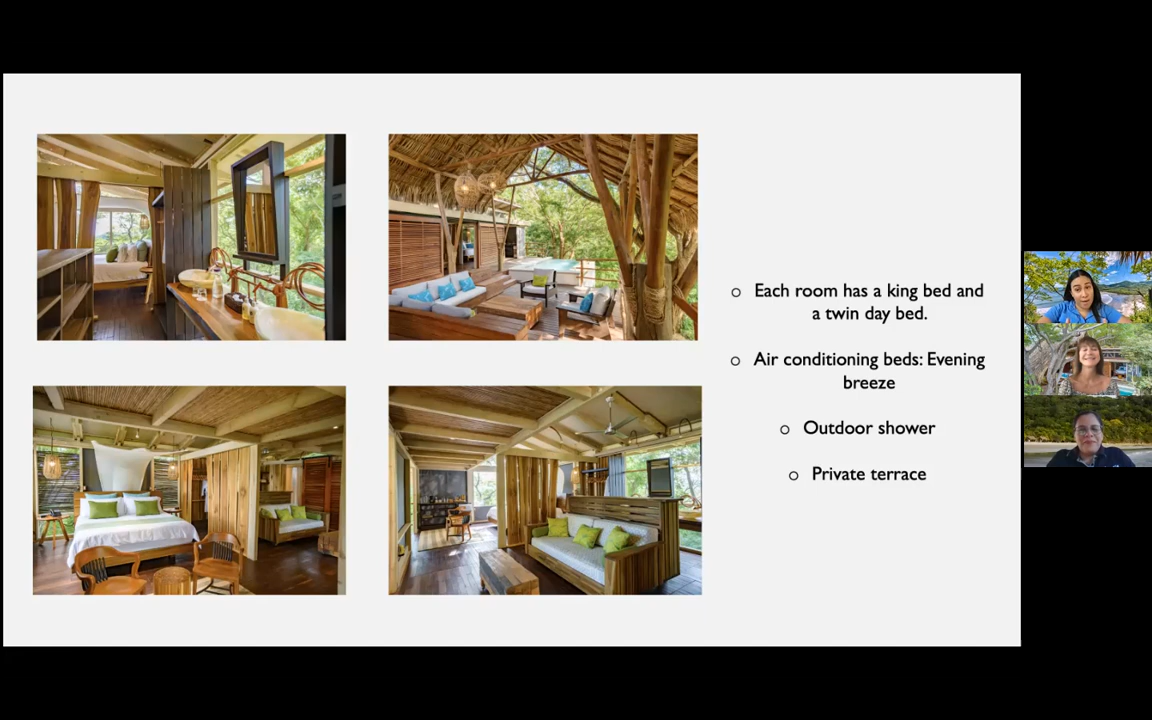 o Each room has a king bed and
a twin day bed.
o Air conditioning beds: Evening
breeze
o Outdoor shower
o Private terrace